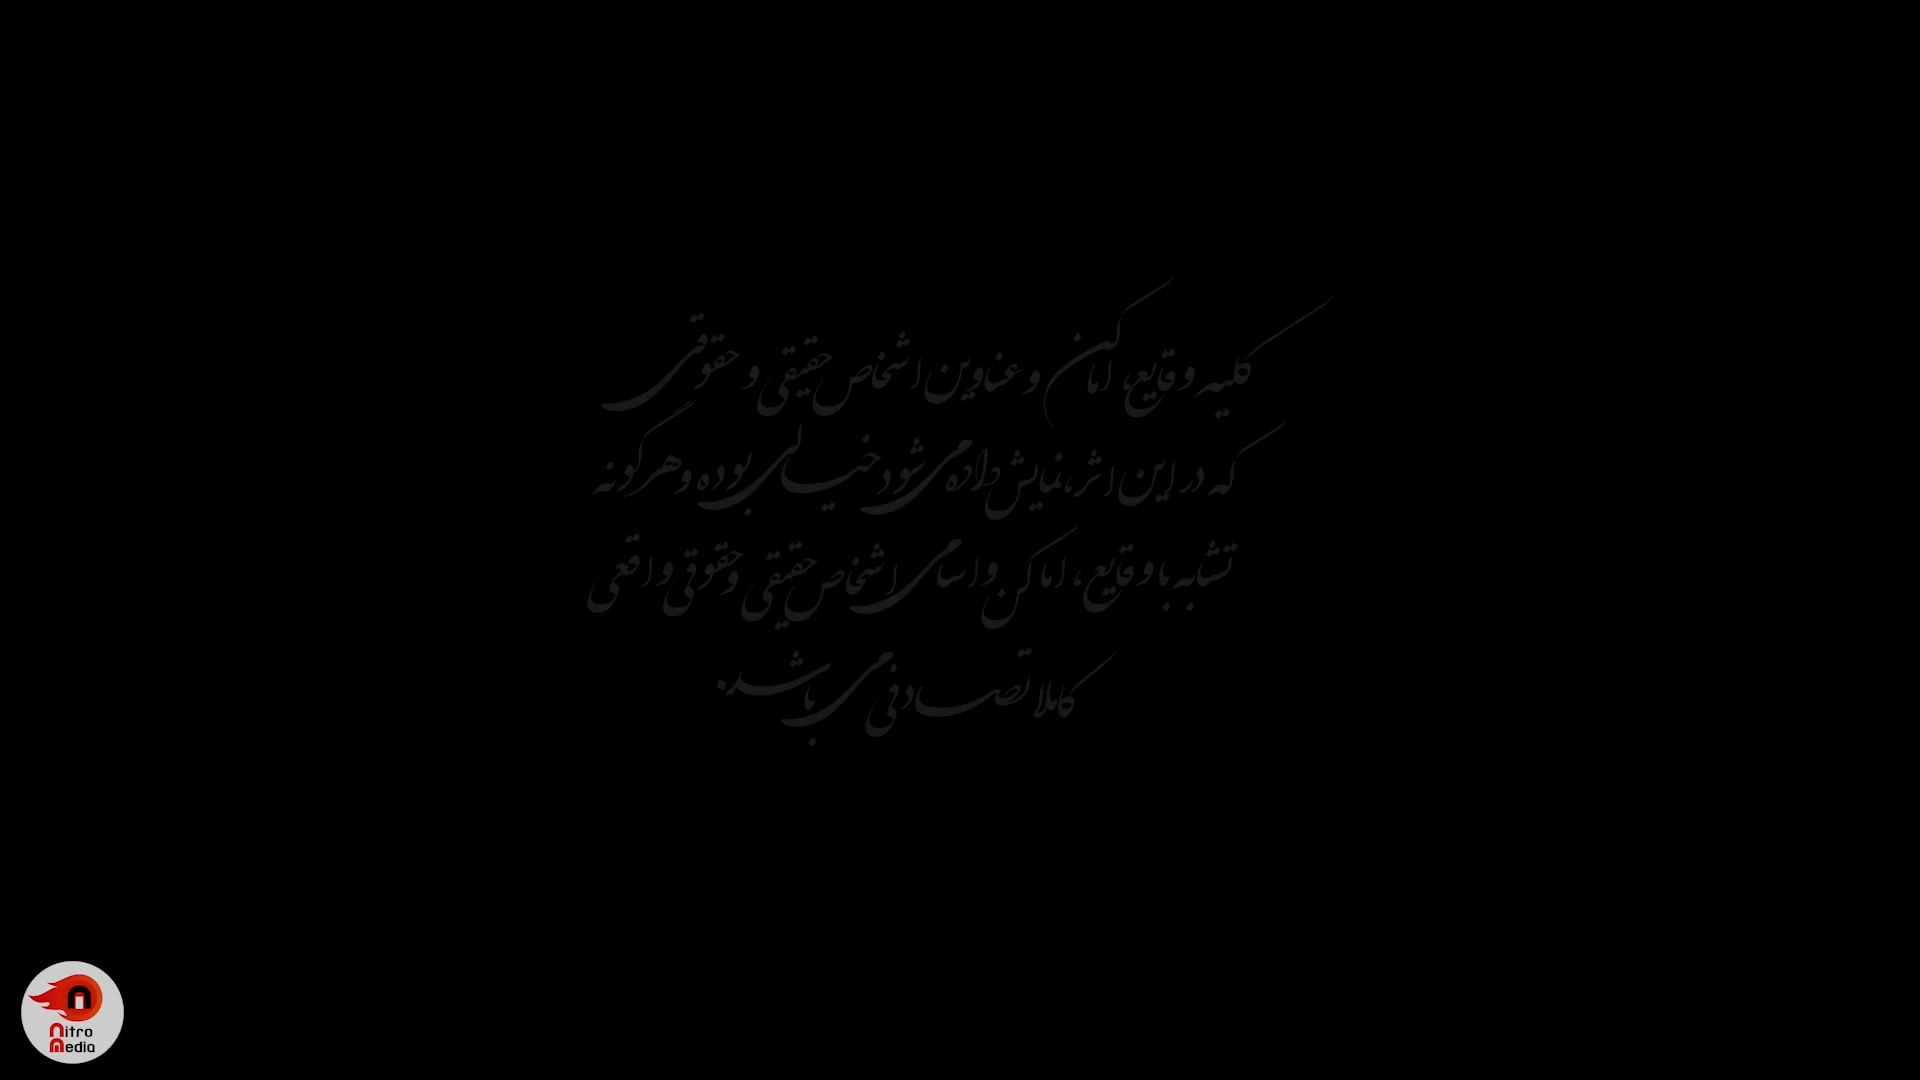 کلیه وقایع، اماکن و عناوین اشخاص حقیقی و حقوقی
که در این اثر، نمایش داده می شود خیالی بوده و هرگونه
تشابه با وقایع، اماکن و اسامی اشخاص حقیقی و حقوقی واقعی
کاملا تصادفی می باشد.
Nitro
Media